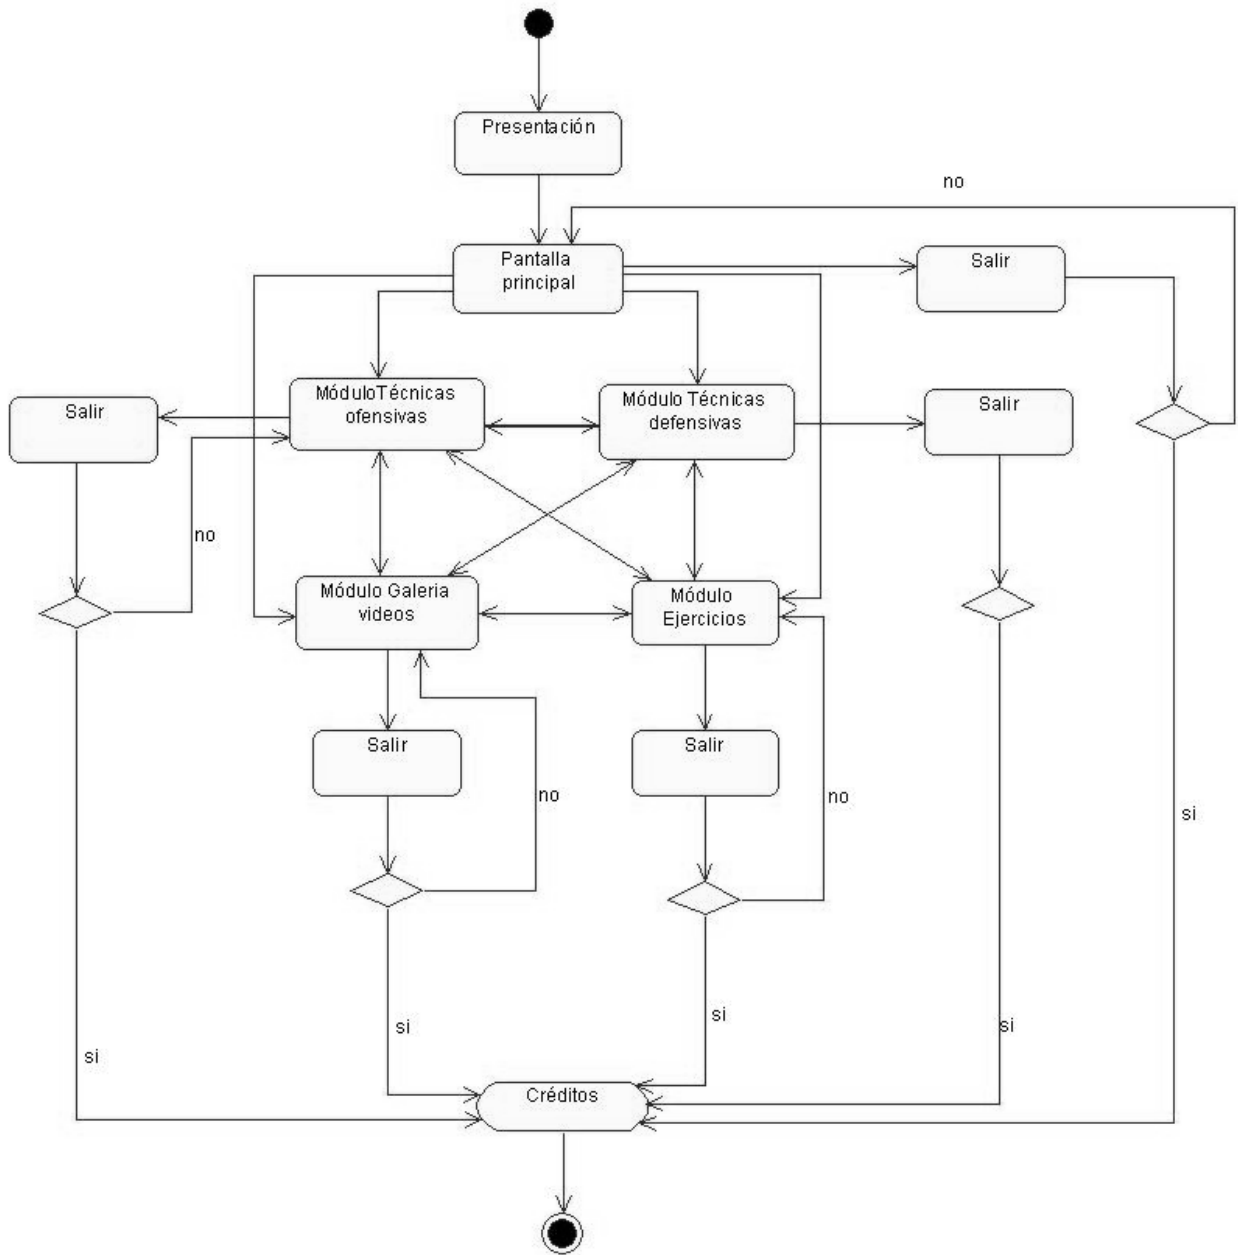 Presentación
no
Pantalla
principal
Salir
MóduloTécnicas
ofensivas
Módulo Técnicas
defensivas
Salir
Salir
no
Módulo Galeria
videos
Módulo
Ejercicios
Salir
Salir
no
no
si
si
si
si
si
Créditos